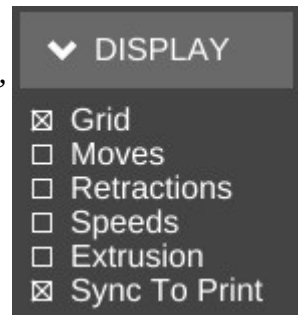 ,
DISPLAY
☒ Grid
☐ Moves
☐ Retractions
☐ Speeds
☐ Extrusion
☒ Sync To Print